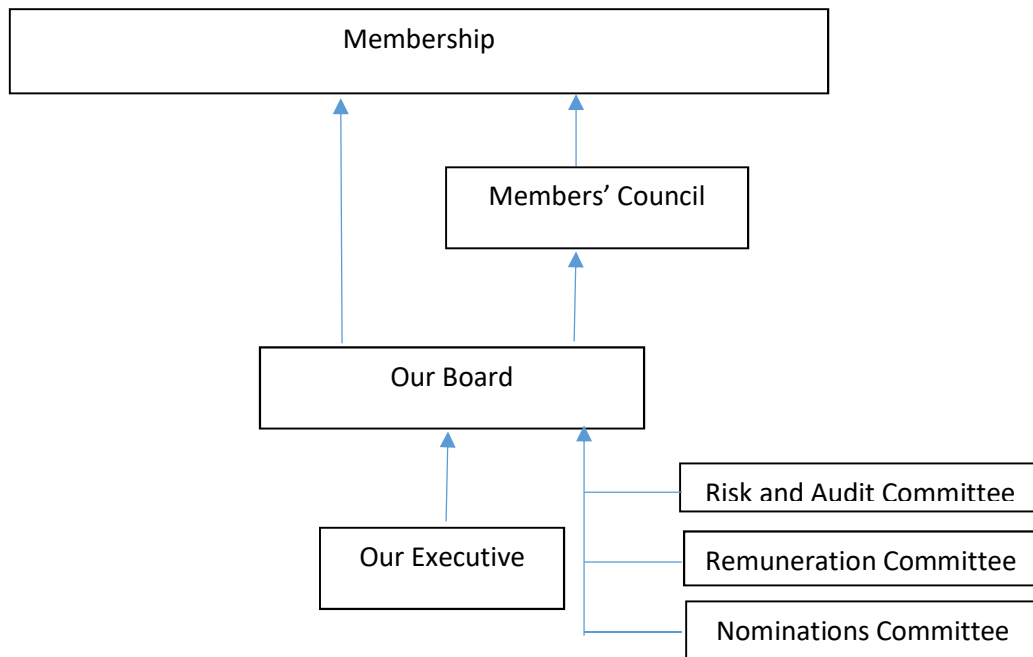 Membership
Members’ Council
Our Board
Risk and Audit Committee
Our Executive
Remuneration Committee
Nominations Committee